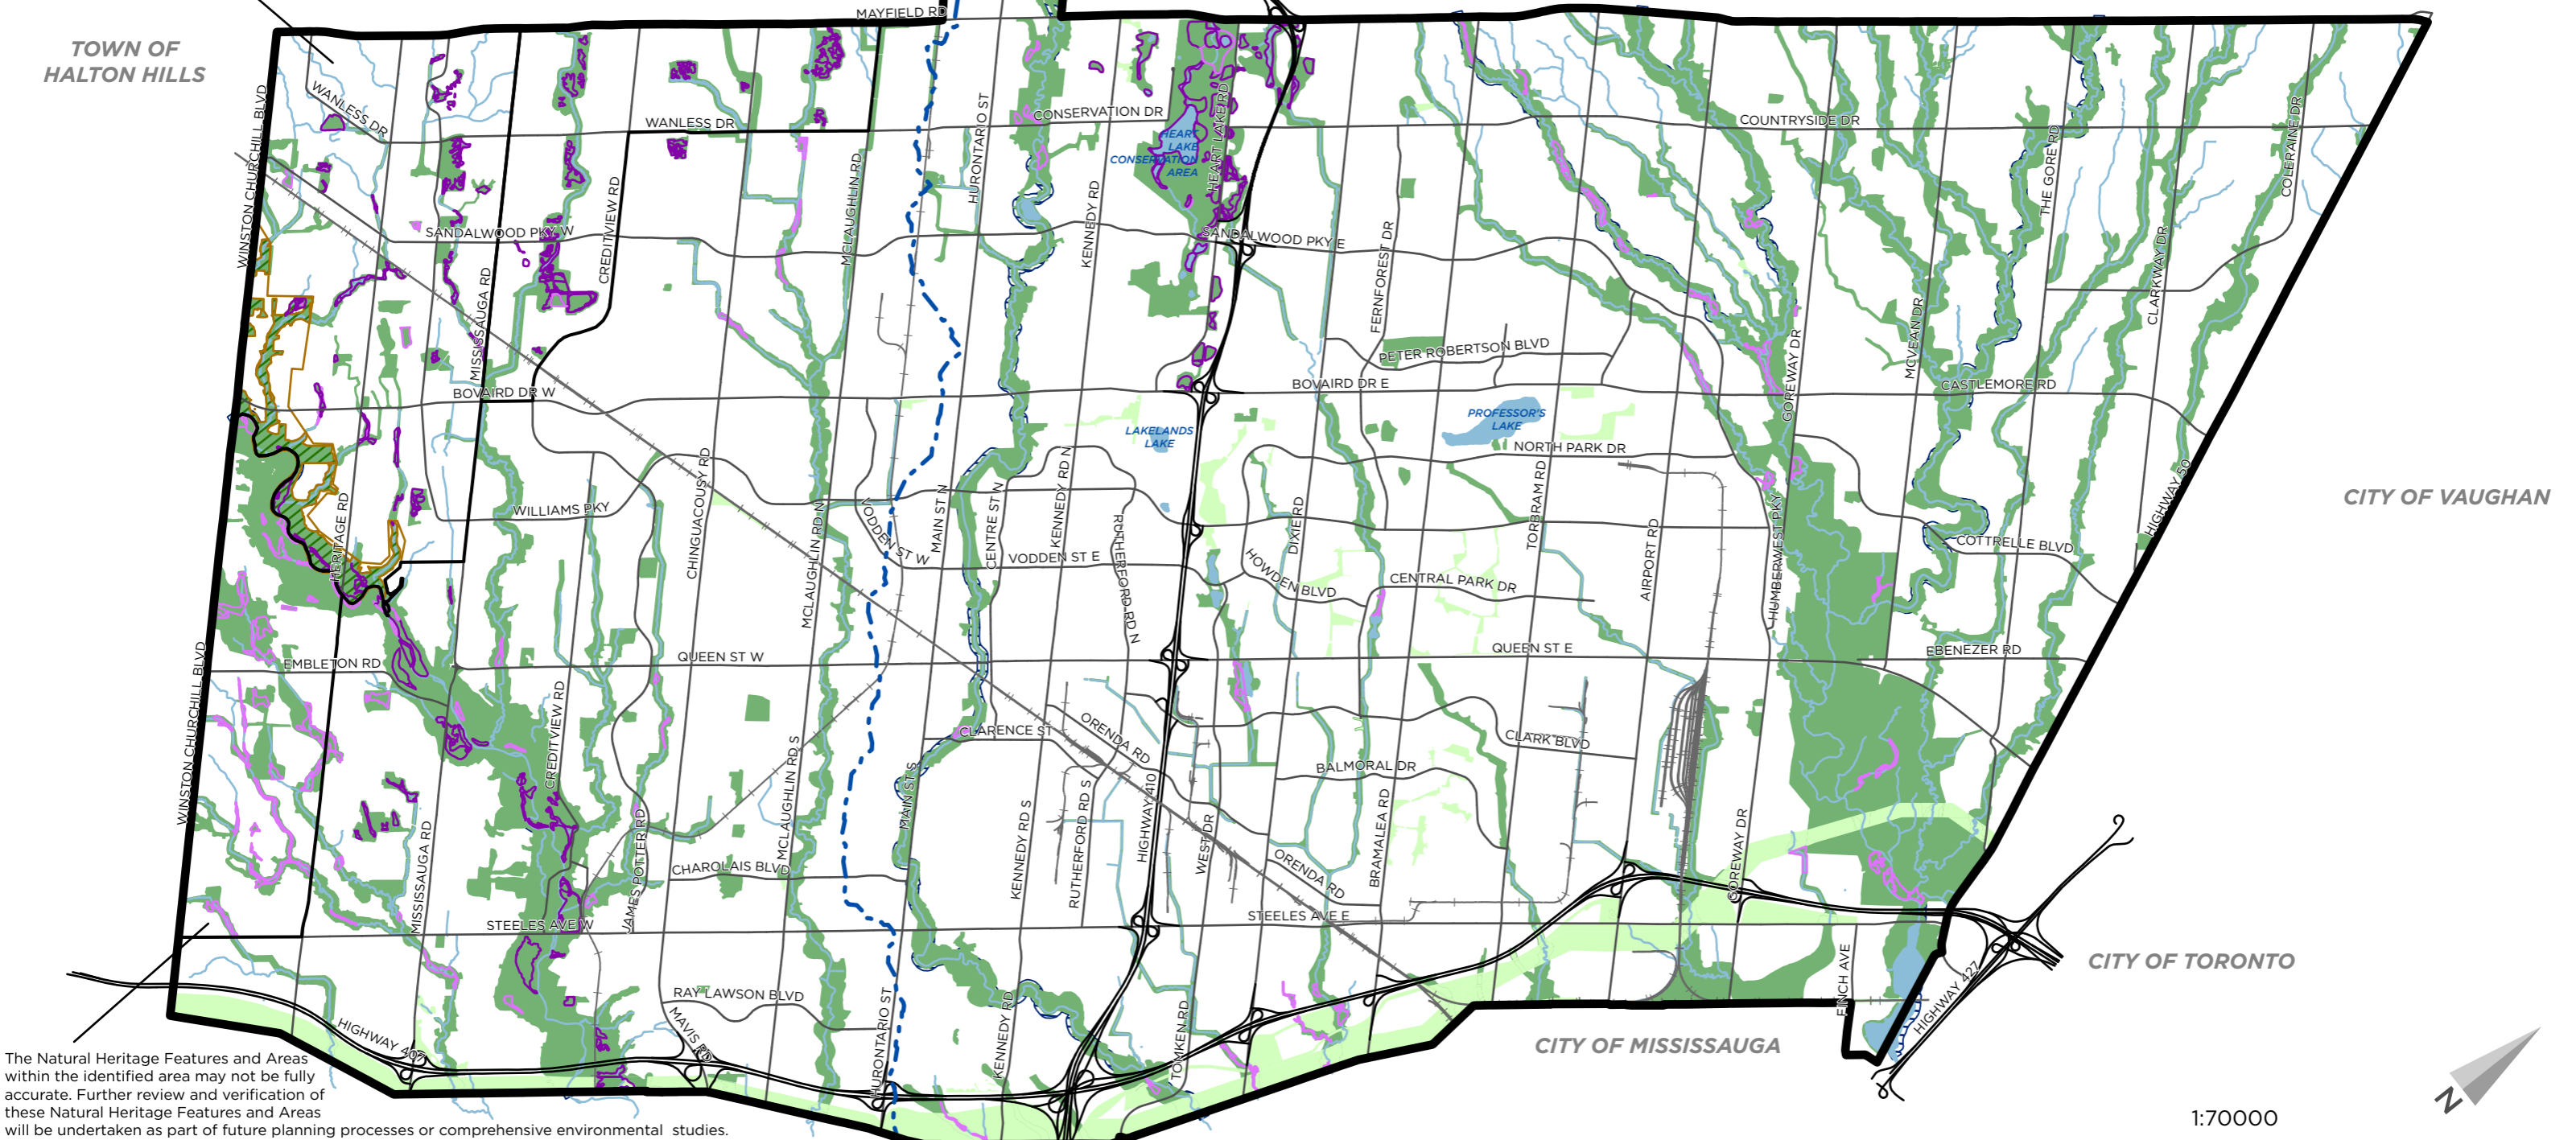 MAYFIELD RD
TOWN OF
HALTON HILLS
WANLESS DR
WINSTON CHURCHILL BLVD
WANLESS DR
CONSERVATION DR
COUNTRYSIDE DR
HURONTARIO ST
HEART LAKE RD
HEART
LAKE
CONSERVATION
AREA
COLERAINE DR
THE GORE RD
MCLAUGHLIN RD
CREDITVIEW RD
KENNEDY RD
SANDALWOOD PKY W
SANDALWOOD PKY E
FERNFOREST DR
CLARKWAY DR
MISSISSAUGA RD
MCVEAN DR
GOREWAY DR
PETER ROBERTSON BLVD
BOVAIRD DR W
BOVAIRD DR E
CASTLEMORE RD
PROFESSOR'S
LAKE
LAKELANDS
LAKE
NORTH PARK DR
CHINGUACOUSY RD
KENNEDY RD N
HIGHWAY 50
CITY OF VAUGHAN
HERITAGE RD
WILLIAMS PKY
MCLAUGHLIN RD N
VODDEN ST W
MAIN ST N
CENTRE ST N
RUTHERFORD RD N
DIXIE RD
TORBRAM RD
AIRPORT RD
HUMBERWEST PKY
COTTRELLE BLVD
VODDEN ST E
HOWDEN BLVD
CENTRAL PARK DR
WINSTON CHURCHILL BLVD
EMBLETON RD
QUEEN ST W
QUEEN ST E
EBENEZER RD
CREDITVIEW RD
CLARENCE ST
ORENDA RD
CLARK BLVD
BALMORAL DR
MCLAUGHLIN RD S
MAIN ST S
KENNEDY RD S
RUTHERFORD RD S
HIGHWAY 410
WEST DR
BRAMALEA RD
GOREWAY DR
MISSISSAUGA RD
JAMES POTTER RD
CHAROLAIS BLVD
ORENDA RD
STEELES AVE W
STEELES AVE E
FINCH AVE
CITY OF TORONTO
HIGHWAY 427
RAY LAWSON BLVD
MAVIS RD
HURONTARIO ST
KENNEDY RD
TOMKEN RD
HIGHWAY 407
CITY OF MISSISSAUGA
The Natural Heritage Features and Areas
within the identified area may not be fully
accurate. Further review and verification of
these Natural Heritage Features and Areas
will be undertaken as part of future planning processes or comprehensive environmental studies.
1:70000
N